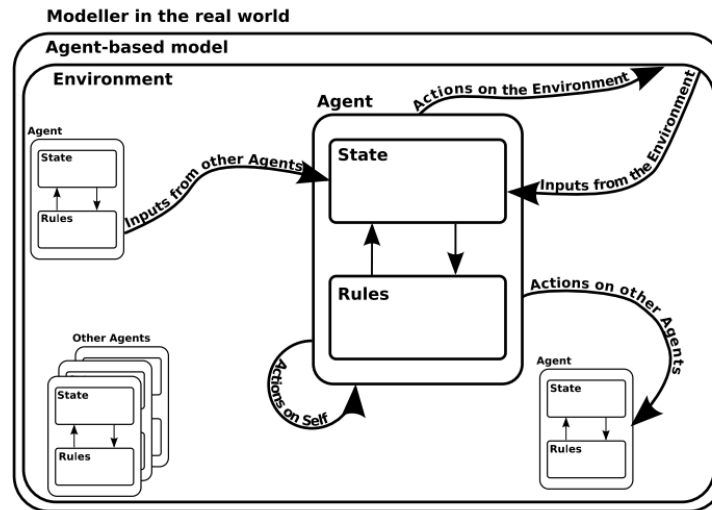 Modeller in the real world
Agent-based model
Environment
Actions on the Environment
Inputs from the Environment
Agent
State
Rules
Agent
State
Rules
Inputs from other Agents
Actions on Self
Actions on other Agents
Other Agents
State
Rules
Agent
State
Rules